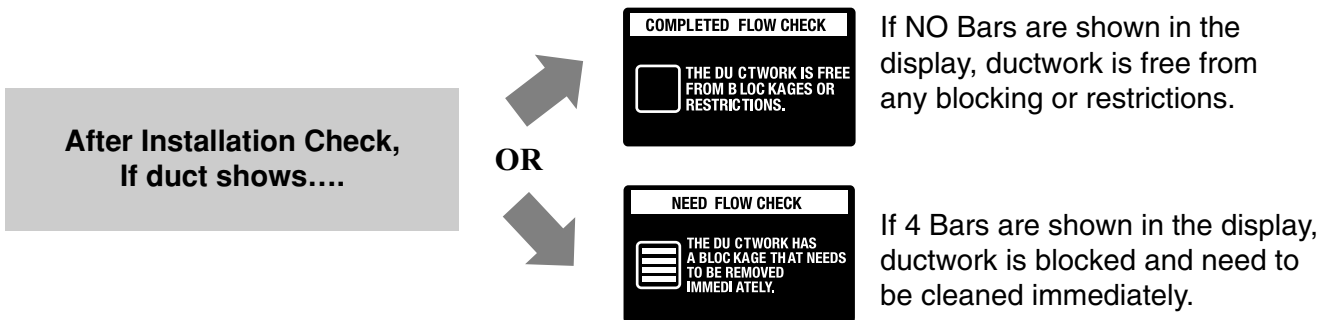 After Installation Check,
If duct shows....
OR
COMPLETED FLOW CHECK
THE DU CTWORK IS FREE
FROM B LOC KAGES OR
RESTRICTIONS.
If NO Bars are shown in the
display, ductwork is free from
any blocking or restrictions.
NEED FLOW CHECK
THE DU CTWORK HAS
A BLOC KAGE THAT NEEDS
TO BE REMOVED
IMMEDI ATELY,
If 4 Bars are shown in the display,
ductwork is blocked and need to
be cleaned immediately.